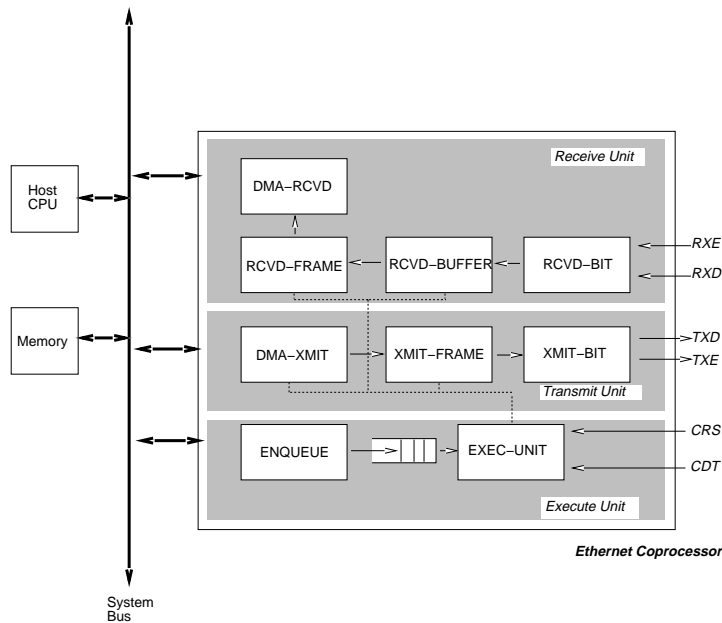 Receive Unit
DMA–RCVD
Host
CPU
RCVD–FRAME
RCVD–BUFFER
RCVD–BIT
RXE
RXD
Memory
DMA–XMIT
XMIT–FRAME
XMIT–BIT
TXD
TXE
Transmit Unit
ENQUEUE
EXEC–UNIT
CRS
CDT
Execute Unit
Ethernet Coprocessor
System
Bus